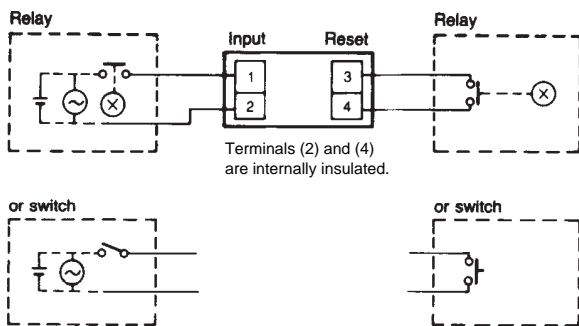 Relay
Relay
Input Reset
1 3
2 4
Terminals (2) and (4)
are internally insulated.
or switch
or switch